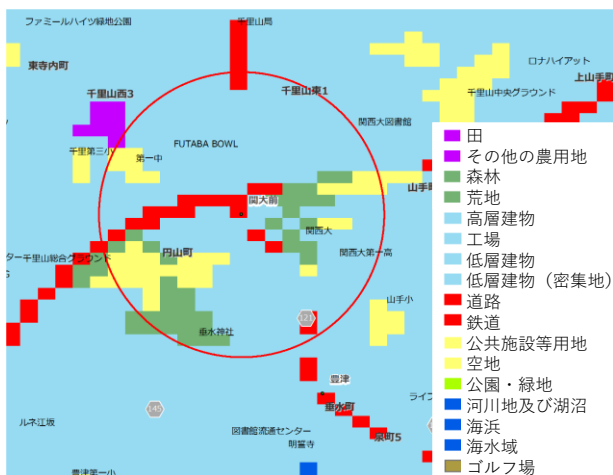 ファミールハイツ緑地公園
千里山局
東寺内町
ロナハイアット
上山手町
千里山西3
千里山東1
千里山中央グラウンド
関西大図書館
FUTABA BOWL
千里第三小
第一中
山手町
関大前
関西大
円山町
千里山総合グラウンド
関西大第一高
121
山手小
垂水神社
豊津
垂水町
145
ルネ江坂
図書館流通センター
泉町5
明誓寺
豊津第一小
田
その他の農用地
森林
荒地
高層建物
工場
低層建物
低層建物（密集地）
道路
鉄道
公共施設等用地
空地
公園・緑地
河川地及び湖沼
海浜
海水域
ゴルフ場